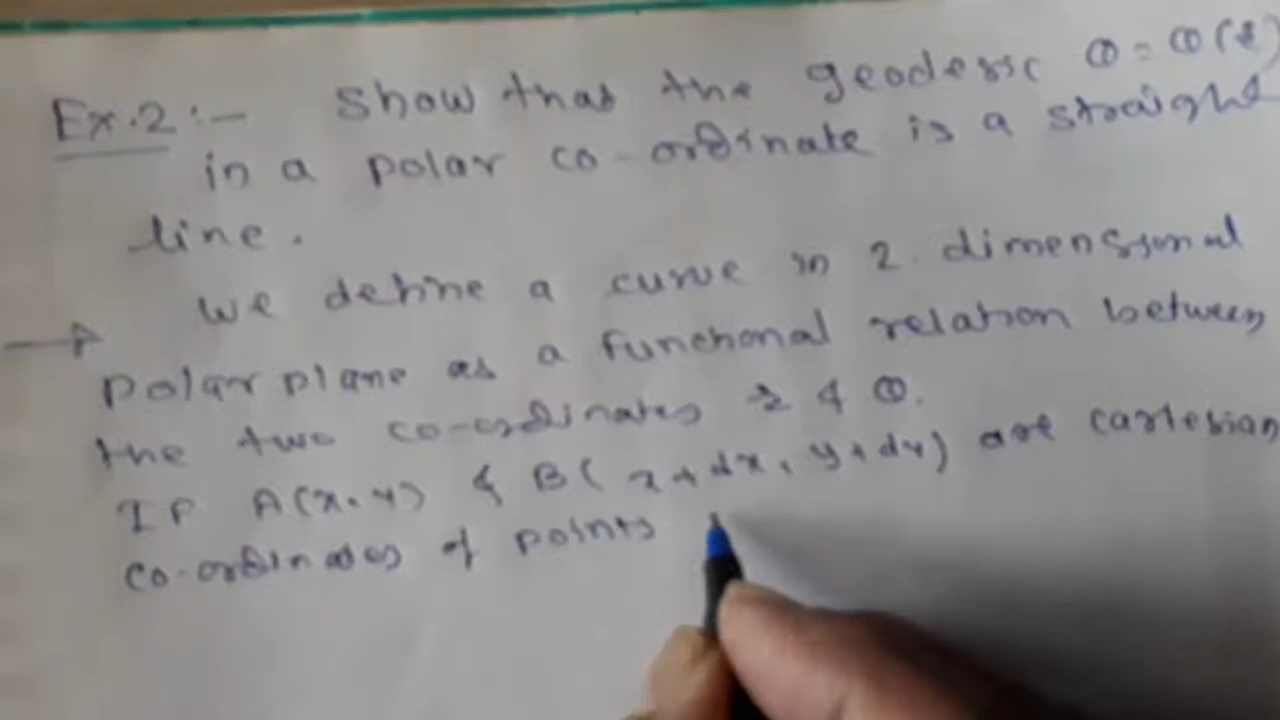 Ex.2:- Show that the geodesic θ = θ(r)
in a polar co-ordinate is a straight
line.
→ We define a curve in 2. dimensional
polar plane as a functional relation between
the two co-ordinates r & θ.
If A(x,y) & B(x+dx, y+dy) are cartesian
co-ordinates of points